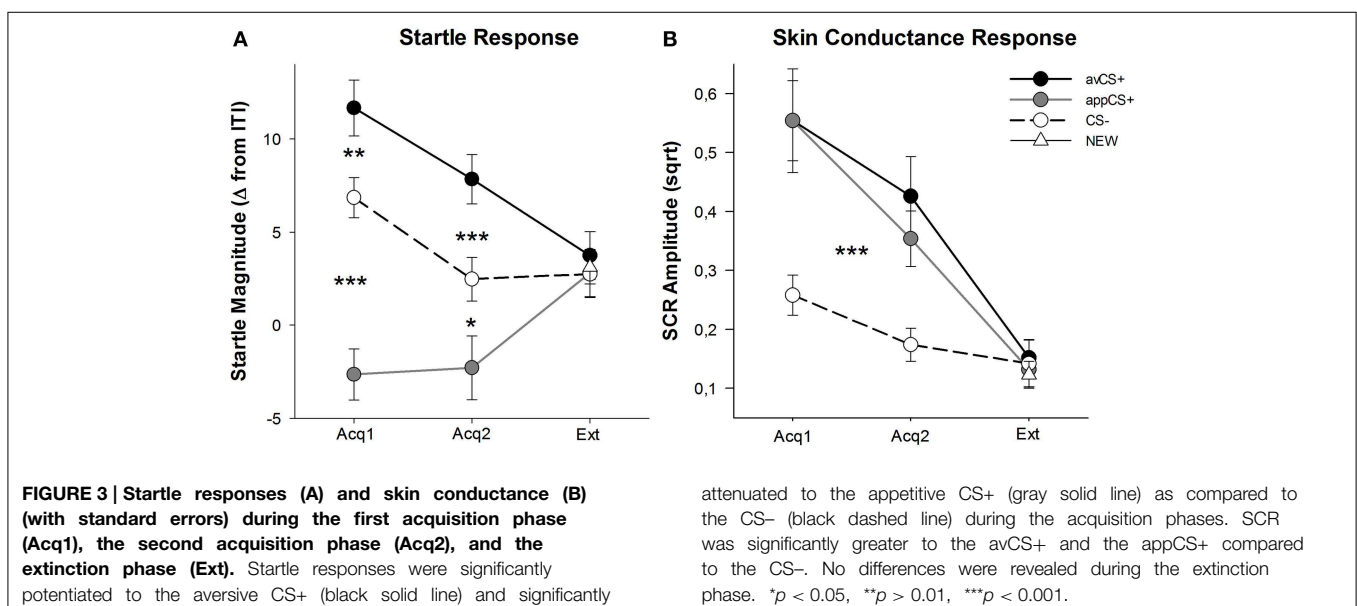 A
Startle Response
Startle Magnitude (Δ from ITI)
10
5
0
-5
**
***
***
*
Acq1
Acq2
Ext
B
Skin Conductance Response
SCR Amplitude (sqrt)
0,6
0,5
0,4
0,3
0,2
0,1
***
Acq1
Acq2
Ext
avCS+
appCS+
CS-
NEW
FIGURE 3 | Startle responses (A) and skin conductance (B)
(with standard errors) during the first acquisition phase
(Acq1), the second acquisition phase (Acq2), and the
extinction phase (Ext). Startle responses were significantly
potentiated to the aversive CS+ (black solid line) and significantly
attenuated to the appetitive CS+ (gray solid line) as compared to
the CS– (black dashed line) during the acquisition phases. SCR
was significantly greater to the avCS+ and the appCS+ compared
to the CS–. No differences were revealed during the extinction
phase. *p < 0.05, **p > 0.01, ***p < 0.001.